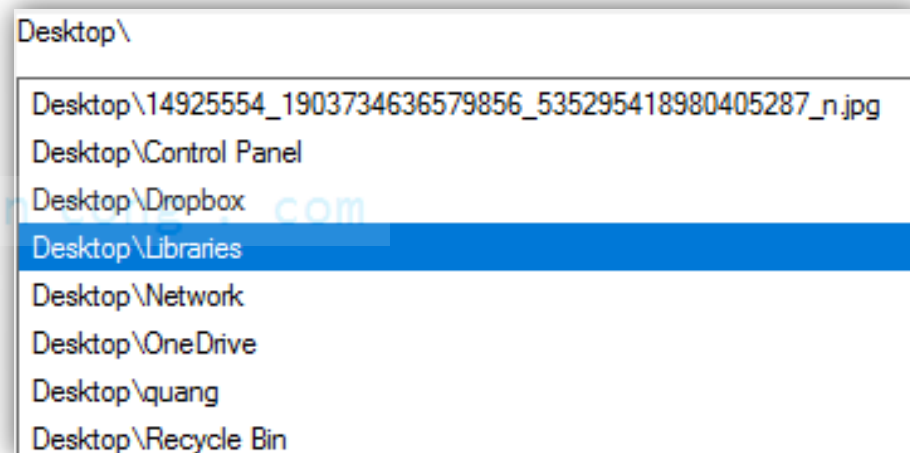 Desktop\
Desktop\14925554_1903734636579856_535295418980405287_n.jpg
Desktop\Control Panel
Desktop\Dropbox
Desktop\Libraries
Desktop\Network
Desktop\OneDrive
Desktop\quang
Desktop\Recycle Bin